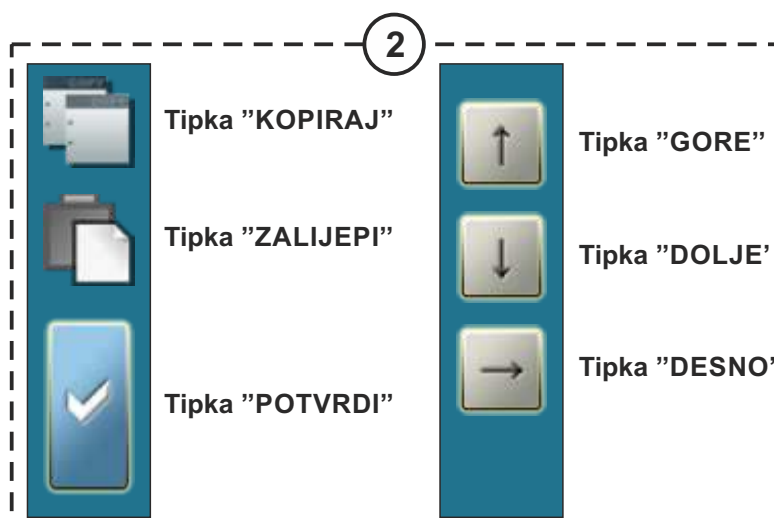 2
Tipka ”KOPIRAJ”
Tipka ”ZALIJEPI”
Tipka ”POTVRDI”
Tipka ”GORE”
Tipka ”DOLJE’
Tipka ”DESNO”